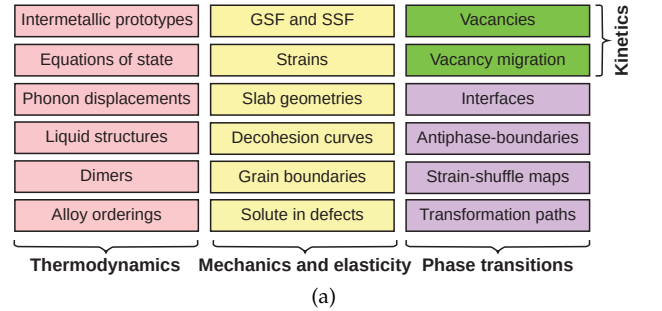 Intermetallic prototypes
GSF and SSF
Vacancies
Equations of state
Strains
Vacancy migration
Kinetics
Phonon displacements
Slab geometries
Interfaces
Liquid structures
Decohesion curves
Antiphase-boundaries
Dimers
Grain boundaries
Strain-shuffle maps
Alloy orderings
Solute in defects
Transformation paths
Thermodynamics
Mechanics and elasticity
Phase transitions
(a)